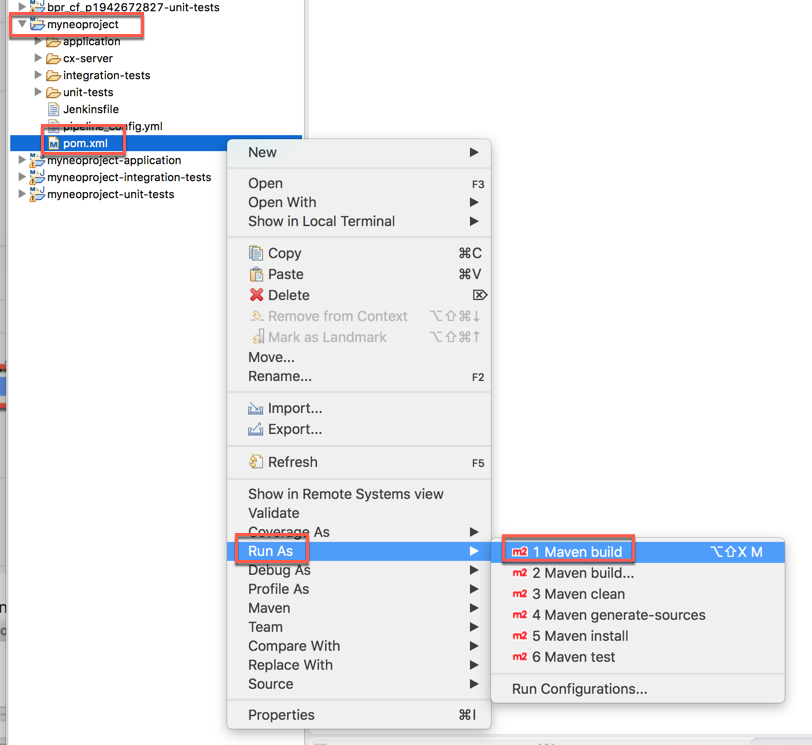 bpr_cf_p1942672827-unit-tests
myneoproject
application
cx-server
integration-tests
unit-tests
Jenkinsfile
pipeline_config.yml
pom.xml
myneoproject-application
myneoproject-integration-tests
myneoproject-unit-tests
New
Open F3
Open With
Show in Local Terminal
Copy ⌘C
Paste ⌘V
Delete ⌦
Remove from Context ⌥⇧⌘↓
Mark as Landmark ⌥⇧⌘↑
Move...
Rename... F2
Import...
Export...
Refresh F5
Show in Remote Systems view
Validate
Coverage As
Run As
Debug As
Profile As
Maven
Team
Compare With
Replace With
Source
Properties ⌘I
m2 1 Maven build ⌥⇧X M
m2 2 Maven build...
m2 3 Maven clean
m2 4 Maven generate-sources
m2 5 Maven install
m2 6 Maven test
Run Configurations...